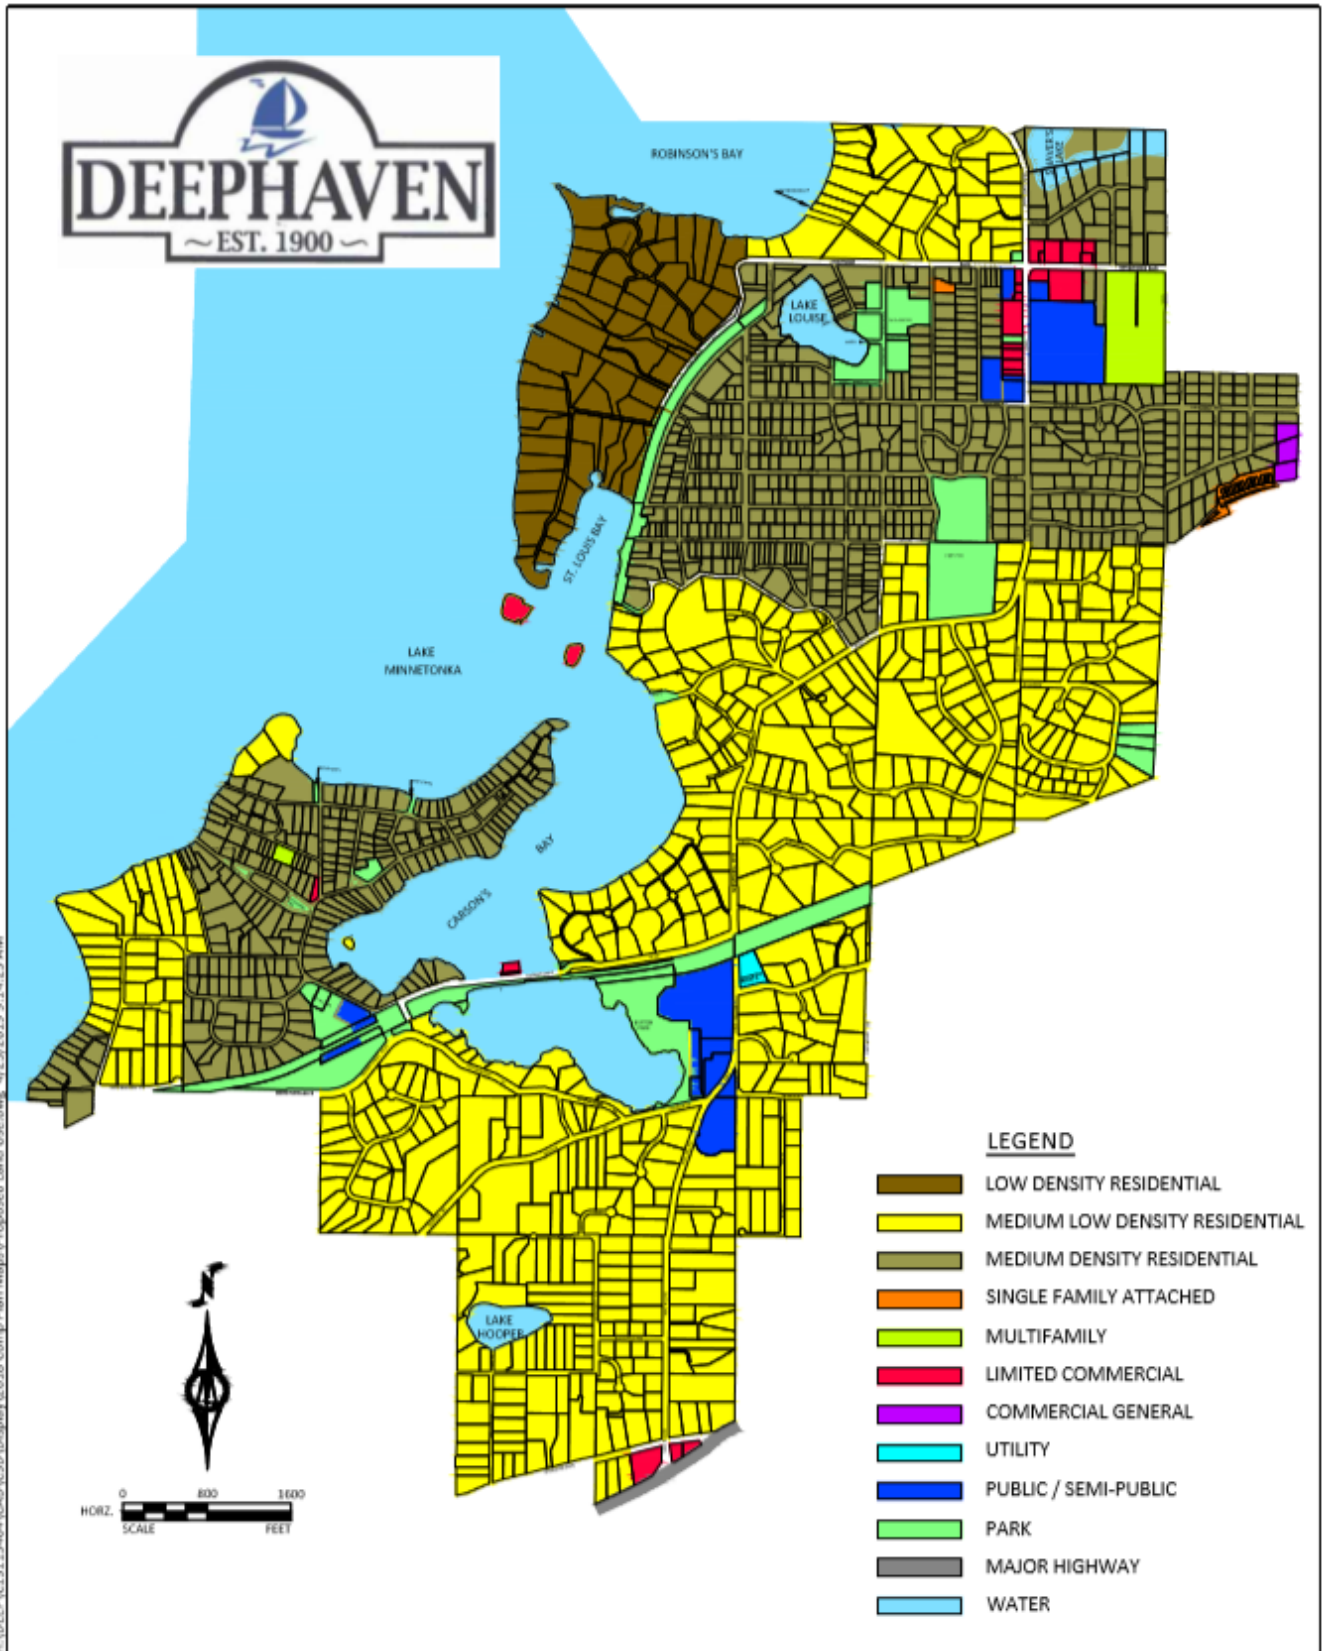 DEEPHAVEN
~ EST. 1900 ~
ROBINSON'S BAY
LAKE
LOUISE
ST. LOUIS BAY
LAKE
MINNETONKA
CARSON'S
BAY
LAKE
HOOPER
N
0 800 1600
HORZ.
SCALE FEET
LEGEND
LOW DENSITY RESIDENTIAL
MEDIUM LOW DENSITY RESIDENTIAL
MEDIUM DENSITY RESIDENTIAL
SINGLE FAMILY ATTACHED
MULTIFAMILY
LIMITED COMMERCIAL
COMMERCIAL GENERAL
UTILITY
PUBLIC / SEMI-PUBLIC
PARK
MAJOR HIGHWAY
WATER